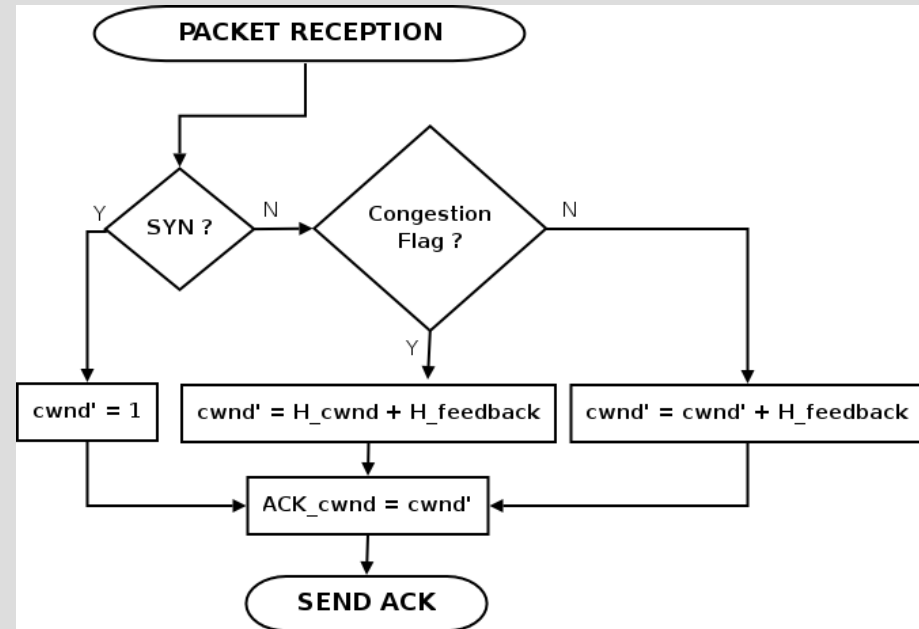 PACKET RECEPTION
Y
SYN ?
N
Congestion
Flag ?
N
Y
cwnd' = 1
cwnd' = H_cwnd + H_feedback
cwnd' = cwnd' + H_feedback
ACK_cwnd = cwnd'
SEND ACK